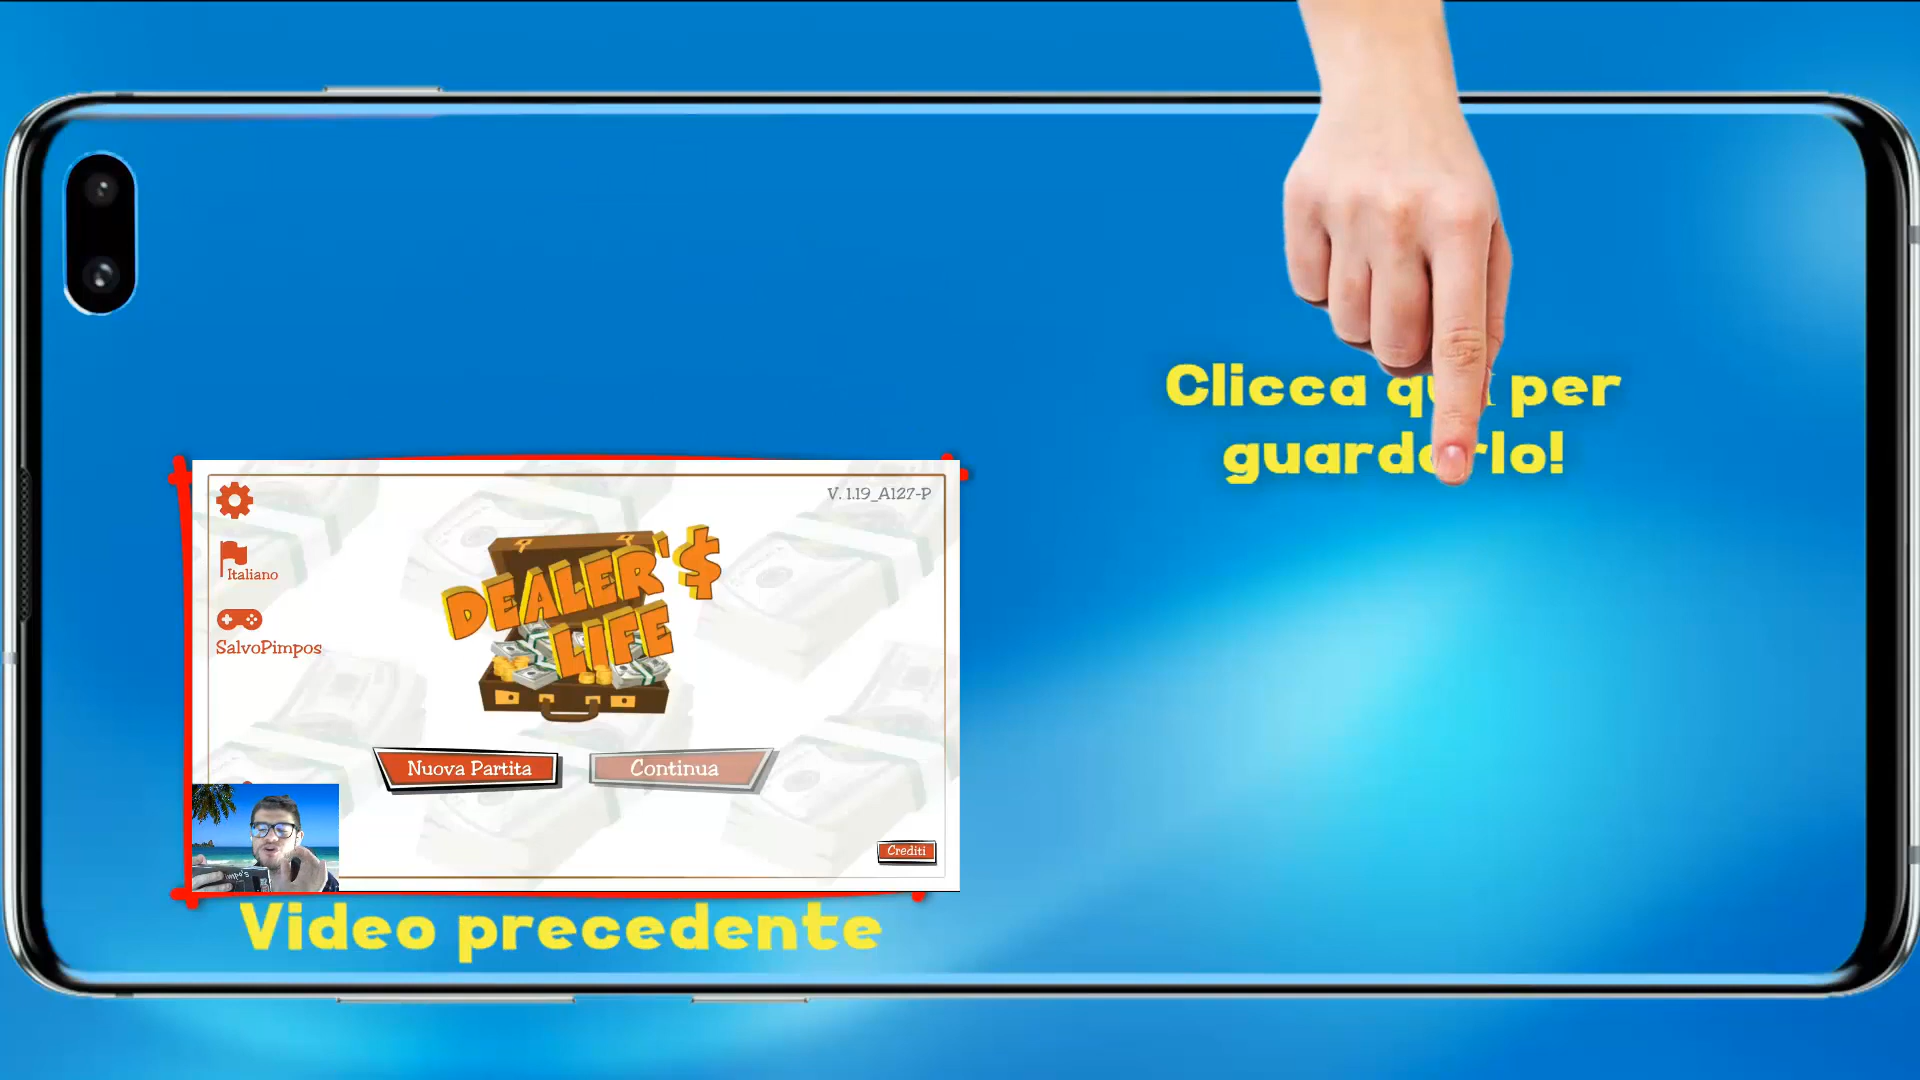 Clicca qui per
guardarlo!
V. 1.19_A127-P
Italiano
SalvoPimpos
DEALER'$
LIFE
Nuova Partita
Continua
Crediti
Video precedente